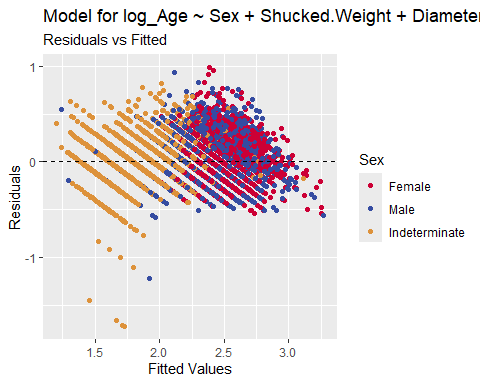 Model for log_Age ~ Sex + Shucked.Weight + Diameter
Residuals vs Fitted
1
0
-1
Residuals
1.5 2.0 2.5 3.0
Fitted Values
Sex
Female
Male
Indeterminate